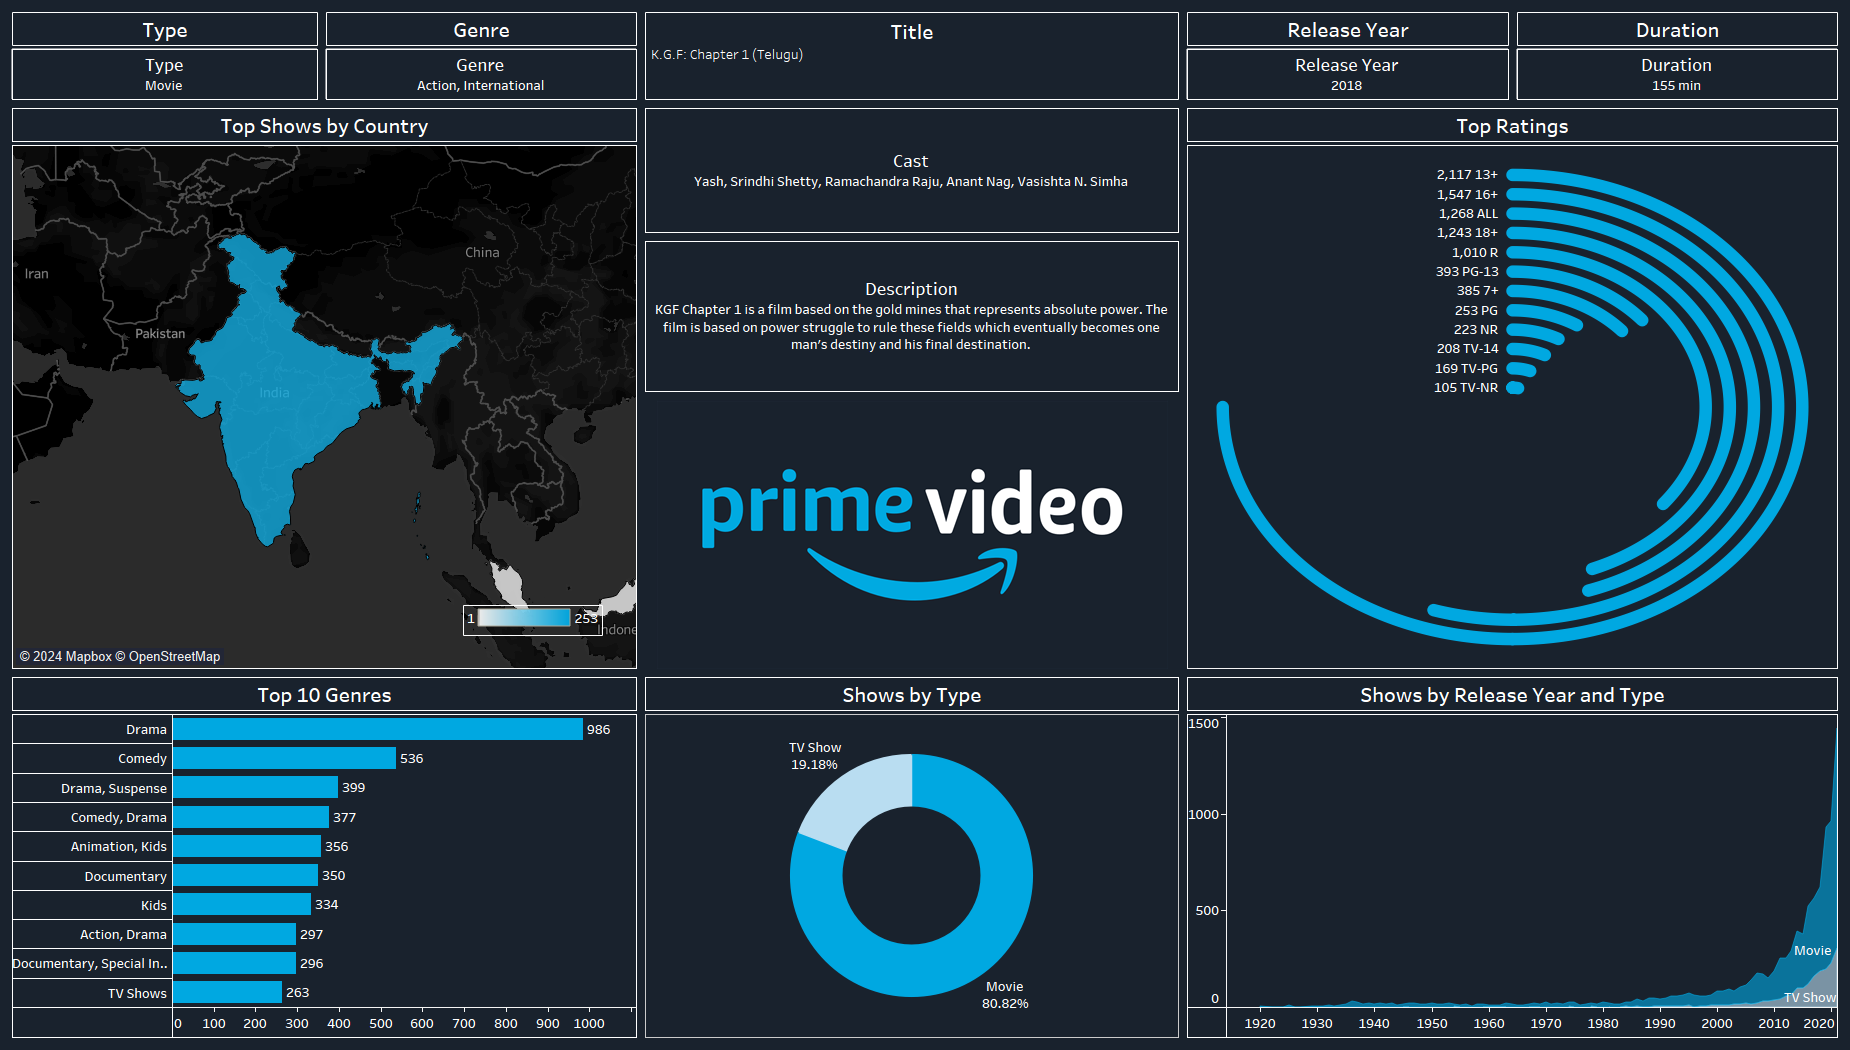 Type
Type
Movie
Genre
Genre
Action, International
Title
K.G.F: Chapter 1 (Telugu)
Release Year
Release Year
2018
Duration
Duration
155 min
Top Shows by Country
Iran
Pakistan
China
India
Indone
1
253
© 2024 Mapbox © OpenStreetMap
Cast
Yash, Srindhi Shetty, Ramachandra Raju, Anant Nag, Vasishta N. Simha
Description
KGF Chapter 1 is a film based on the gold mines that represents absolute power. The
film is based on power struggle to rule these fields which eventually becomes one
man’s destiny and his final destination.
prime video
Top Ratings
2,117 13+
1,547 16+
1,268 ALL
1,243 18+
1,010 R
393 PG-13
385 7+
253 PG
223 NR
208 TV-14
169 TV-PG
105 TV-NR
Top 10 Genres
Drama 986
Comedy 536
Drama, Suspense 399
Comedy, Drama 377
Animation, Kids 356
Documentary 350
Kids 334
Action, Drama 297
Documentary, Special In.. 296
TV Shows 263
0 100 200 300 400 500 600 700 800 900 1000
Shows by Type
TV Show
19.18%
Movie
80.82%
Shows by Release Year and Type
1500
1000
500
0
Movie
TV Show
1920 1930 1940 1950 1960 1970 1980 1990 2000 2010 2020